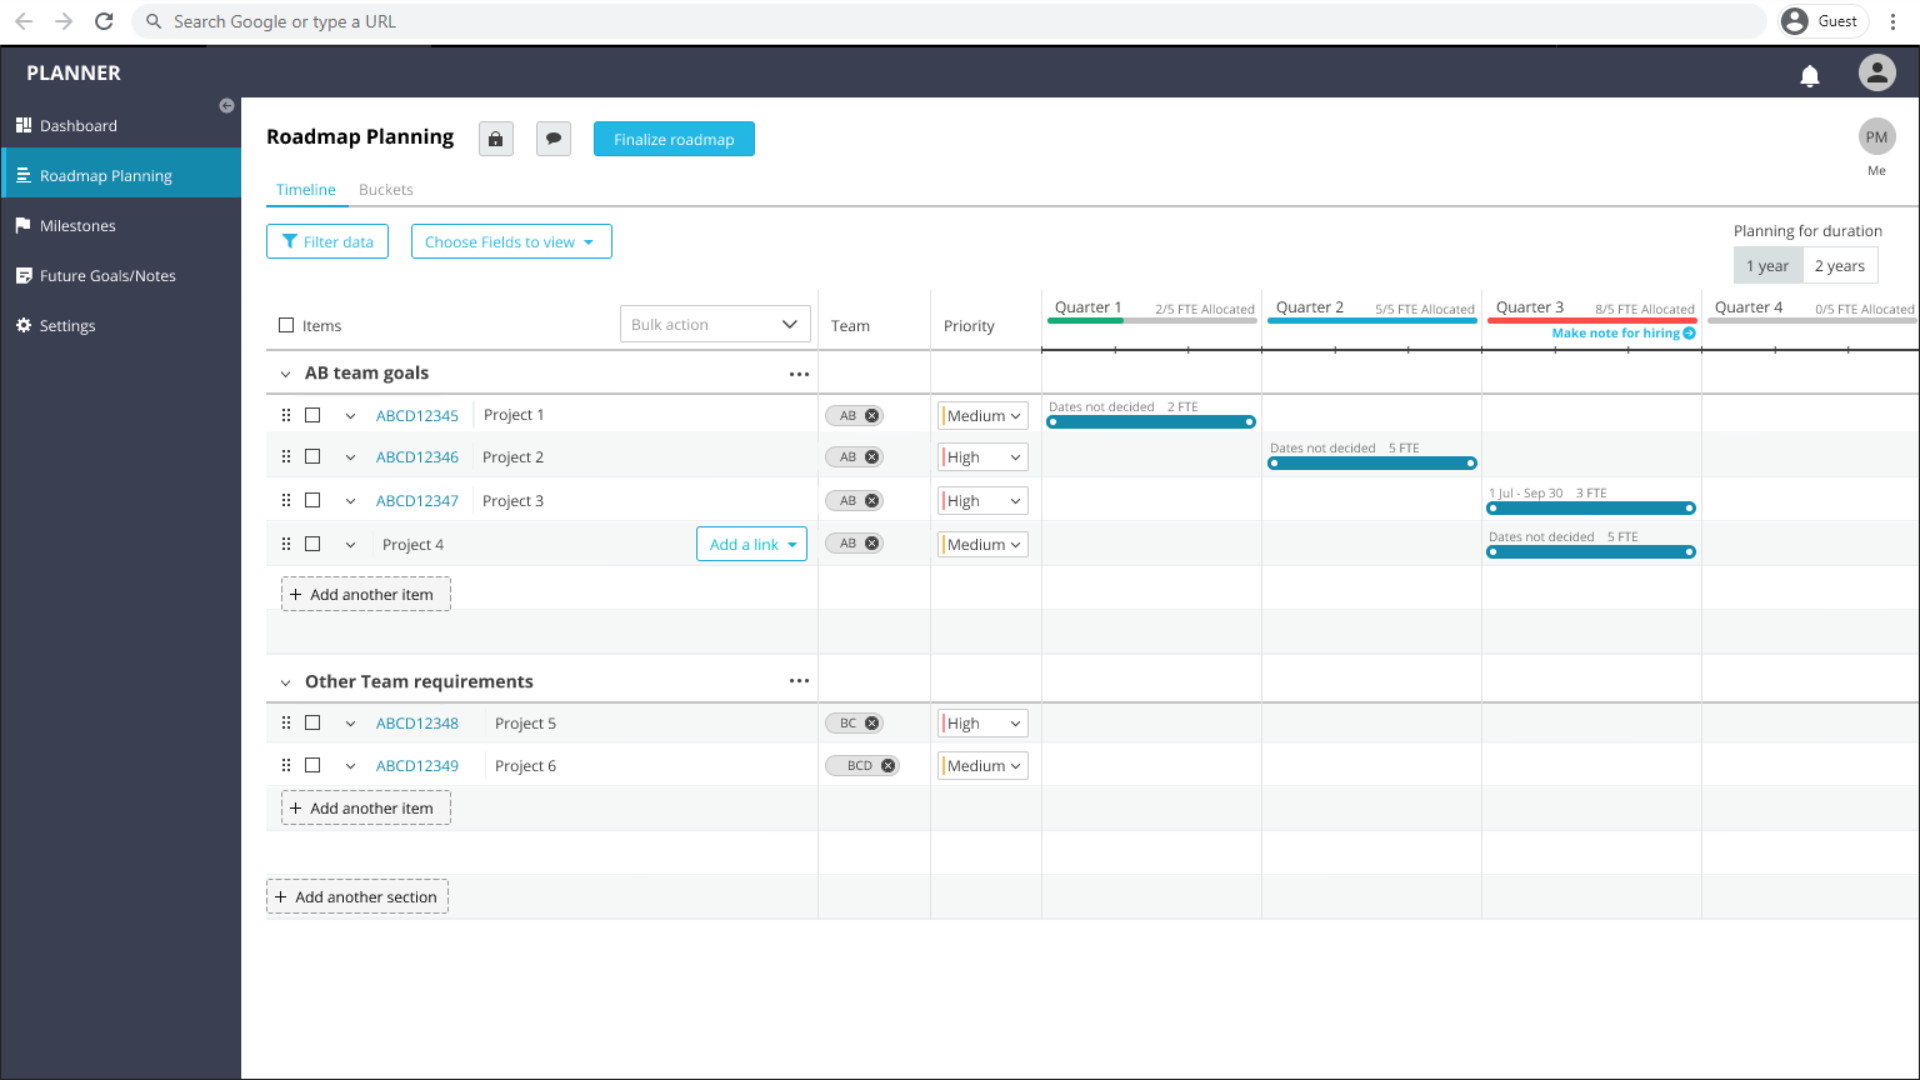 Search Google or type a URL
Guest
PLANNER
Dashboard
Roadmap Planning
Milestones
Future Goals/Notes
Settings
Roadmap Planning
Finalize roadmap
PM
Me
Timeline Buckets
Filter data Choose Fields to view
Planning for duration
1 year 2 years
Items Bulk action Team Priority
Quarter 1 2/5 FTE Allocated
Quarter 2 5/5 FTE Allocated
Quarter 3 8/5 FTE Allocated
Make note for hiring
Quarter 4 0/5 FTE Allocated
AB team goals
ABCD12345 Project 1 AB Medium Dates not decided 2 FTE
ABCD12346 Project 2 AB High Dates not decided 5 FTE
ABCD12347 Project 3 AB High 1 Jul - Sep 30 3 FTE
Project 4 Add a link AB Medium Dates not decided 5 FTE
+ Add another item
Other Team requirements
ABCD12348 Project 5 BC High
ABCD12349 Project 6 BCD Medium
+ Add another item
+ Add another section